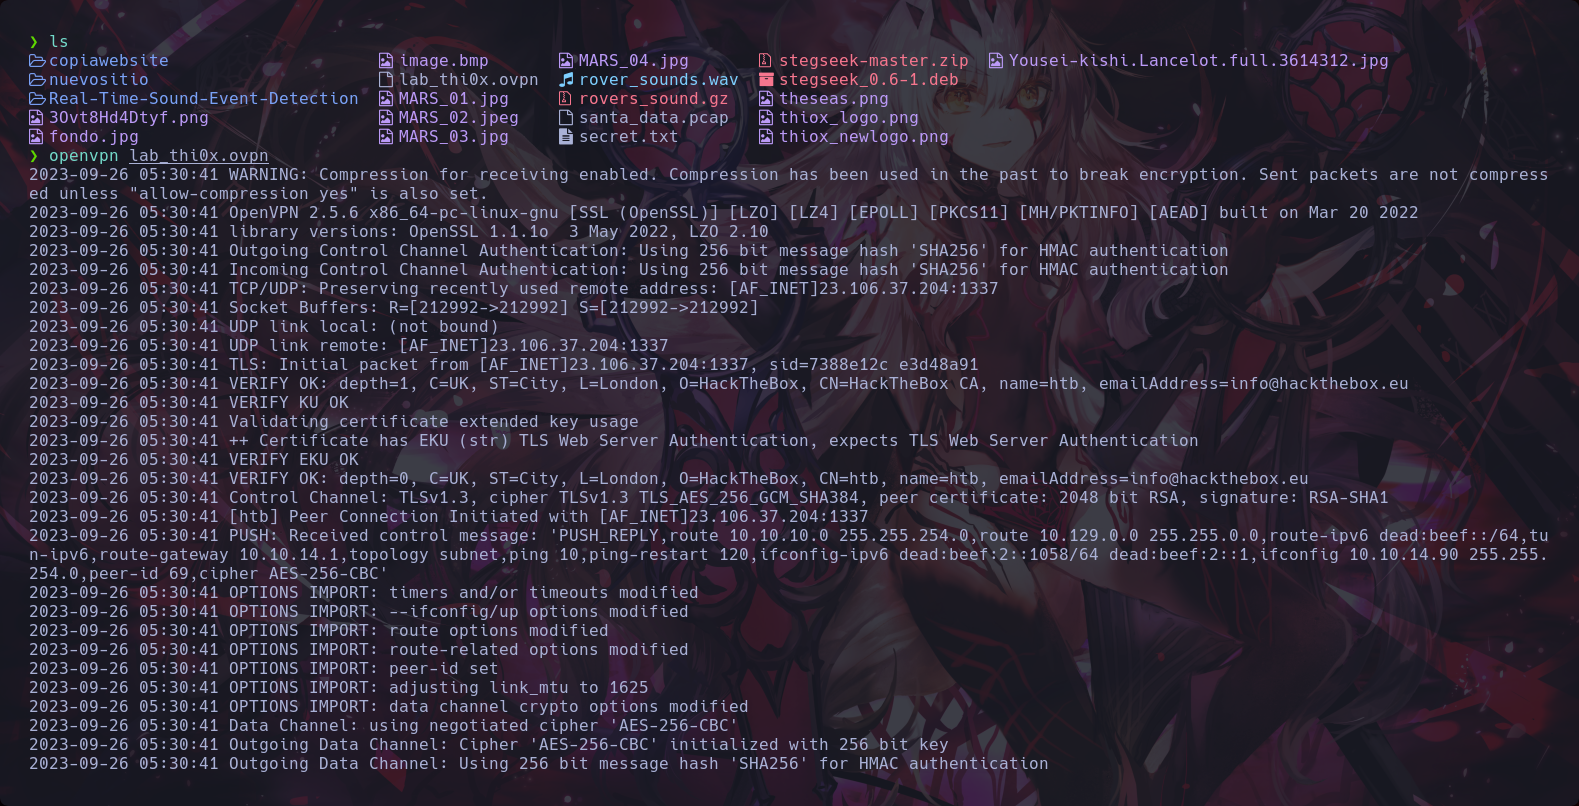 ❯ ls
copiawebsite image.bmp MARS_04.jpg stegseek-master.zip Yousei-kishi.Lancelot.full.3614312.jpg
nuevositio lab_thi0x.ovpn rover_sounds.wav stegseek_0.6-1.deb
Real-Time-Sound-Event-Detection MARS_01.jpg rovers_sound.gz theseas.png
3Ovt8Hd4Dtyf.png MARS_02.jpeg santa_data.pcap thiox_logo.png
fondo.jpg MARS_03.jpg secret.txt thiox_newlogo.png
❯ openvpn lab_thi0x.ovpn
2023-09-26 05:30:41 WARNING: Compression for receiving enabled. Compression has been used in the past to break encryption. Sent packets are not compress
ed unless "allow-compression yes" is also set.
2023-09-26 05:30:41 OpenVPN 2.5.6 x86_64-pc-linux-gnu [SSL (OpenSSL)] [LZO] [LZ4] [EPOLL] [PKCS11] [MH/PKTINFO] [AEAD] built on Mar 20 2022
2023-09-26 05:30:41 library versions: OpenSSL 1.1.1o  3 May 2022, LZO 2.10
2023-09-26 05:30:41 Outgoing Control Channel Authentication: Using 256 bit message hash 'SHA256' for HMAC authentication
2023-09-26 05:30:41 Incoming Control Channel Authentication: Using 256 bit message hash 'SHA256' for HMAC authentication
2023-09-26 05:30:41 TCP/UDP: Preserving recently used remote address: [AF_INET]23.106.37.204:1337
2023-09-26 05:30:41 Socket Buffers: R=[212992->212992] S=[212992->212992]
2023-09-26 05:30:41 UDP link local: (not bound)
2023-09-26 05:30:41 UDP link remote: [AF_INET]23.106.37.204:1337
2023-09-26 05:30:41 TLS: Initial packet from [AF_INET]23.106.37.204:1337, sid=7388e12c e3d48a91
2023-09-26 05:30:41 VERIFY OK: depth=1, C=UK, ST=City, L=London, O=HackTheBox, CN=HackTheBox CA, name=htb, emailAddress=info@hackthebox.eu
2023-09-26 05:30:41 VERIFY KU OK
2023-09-26 05:30:41 Validating certificate extended key usage
2023-09-26 05:30:41 ++ Certificate has EKU (str) TLS Web Server Authentication, expects TLS Web Server Authentication
2023-09-26 05:30:41 VERIFY EKU OK
2023-09-26 05:30:41 VERIFY OK: depth=0, C=UK, ST=City, L=London, O=HackTheBox, CN=htb, name=htb, emailAddress=info@hackthebox.eu
2023-09-26 05:30:41 Control Channel: TLSv1.3, cipher TLSv1.3 TLS_AES_256_GCM_SHA384, peer certificate: 2048 bit RSA, signature: RSA-SHA1
2023-09-26 05:30:41 [htb] Peer Connection Initiated with [AF_INET]23.106.37.204:1337
2023-09-26 05:30:41 PUSH: Received control message: 'PUSH_REPLY,route 10.10.10.0 255.255.254.0,route 10.129.0.0 255.255.0.0,route-ipv6 dead:beef::/64,tu
n-ipv6,route-gateway 10.10.14.1,topology subnet,ping 10,ping-restart 120,ifconfig-ipv6 dead:beef:2::1058/64 dead:beef:2::1,ifconfig 10.10.14.90 255.255.
254.0,peer-id 69,cipher AES-256-CBC'
2023-09-26 05:30:41 OPTIONS IMPORT: timers and/or timeouts modified
2023-09-26 05:30:41 OPTIONS IMPORT: --ifconfig/up options modified
2023-09-26 05:30:41 OPTIONS IMPORT: route options modified
2023-09-26 05:30:41 OPTIONS IMPORT: route-related options modified
2023-09-26 05:30:41 OPTIONS IMPORT: peer-id set
2023-09-26 05:30:41 OPTIONS IMPORT: adjusting link_mtu to 1625
2023-09-26 05:30:41 OPTIONS IMPORT: data channel crypto options modified
2023-09-26 05:30:41 Data Channel: using negotiated cipher 'AES-256-CBC'
2023-09-26 05:30:41 Outgoing Data Channel: Cipher 'AES-256-CBC' initialized with 256 bit key
2023-09-26 05:30:41 Outgoing Data Channel: Using 256 bit message hash 'SHA256' for HMAC authentication